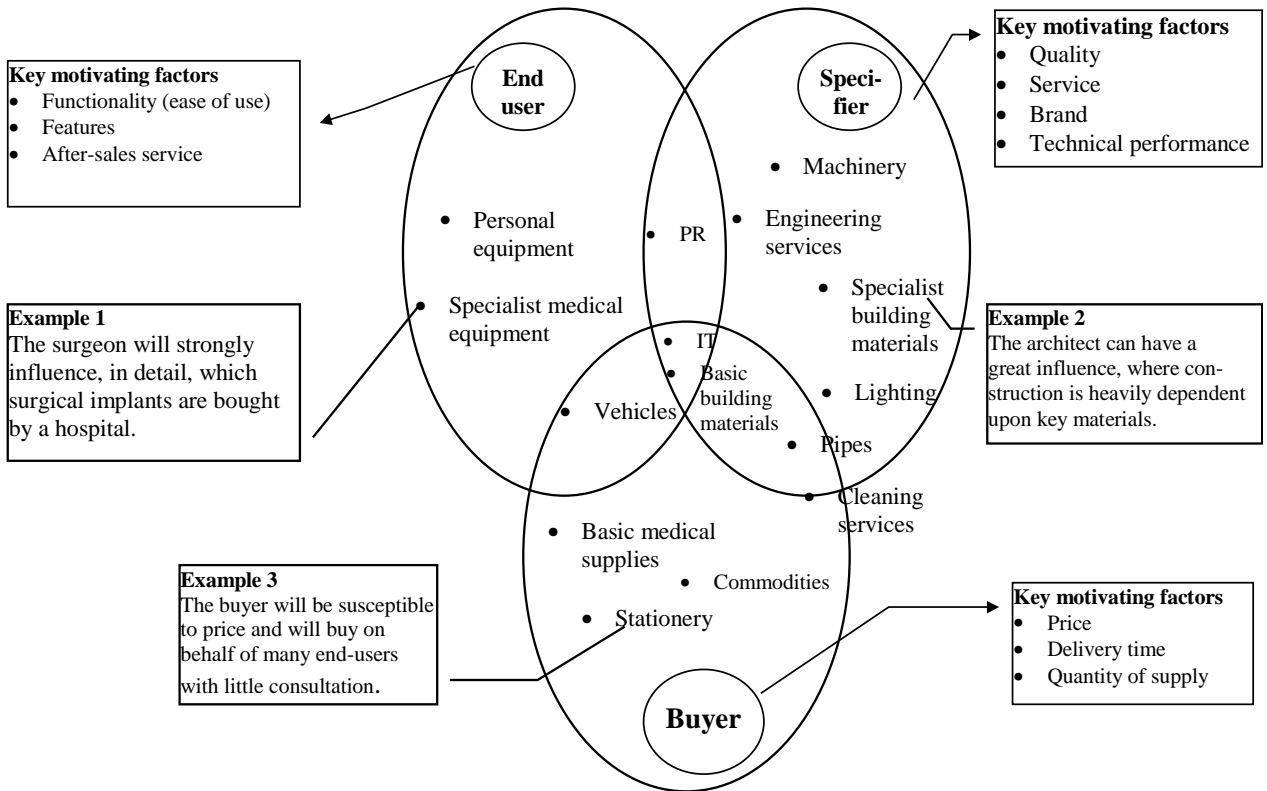 Key motivating factors
• Functionality (ease of use)
• Features
• After-sales service
End
user
Speci-
fier
Key motivating factors
• Quality
• Service
• Brand
• Technical performance
• Machinery
• Personal
equipment
• PR
• Engineering
services
• Specialist medical
equipment
• Specialist
building
materials
Example 1
The surgeon will strongly
influence, in detail, which
surgical implants are bought
by a hospital.
Example 2
The architect can have a
great influence, where con-
struction is heavily dependent
upon key materials.
• IT
• Basic
building
materials
• Vehicles
• Lighting
• Pipes
• Cleaning
services
• Basic medical
supplies
• Commodities
• Stationery
Example 3
The buyer will be susceptible
to price and will buy on
behalf of many end-users
with little consultation.
Key motivating factors
• Price
• Delivery time
• Quantity of supply
Buyer